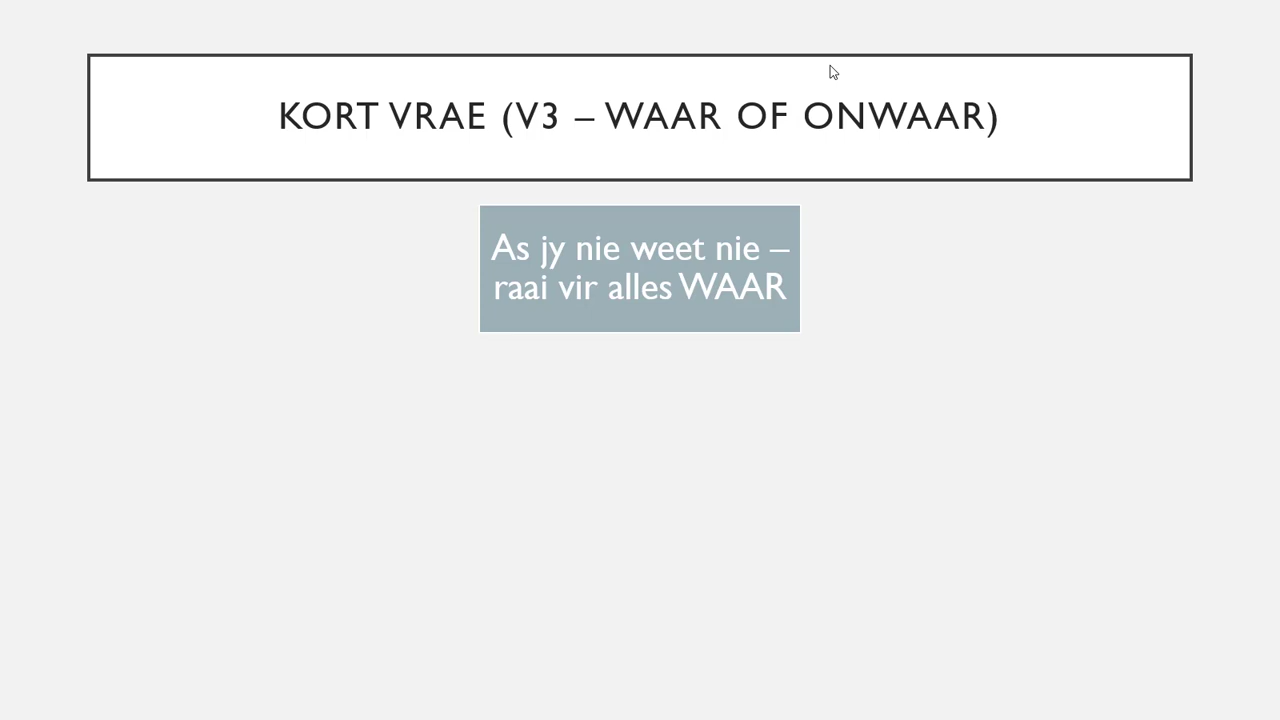 KORT VRAE (V3 – WAAR OF ONWAAR)
As jy nie weet nie –
raai vir alles WAAR